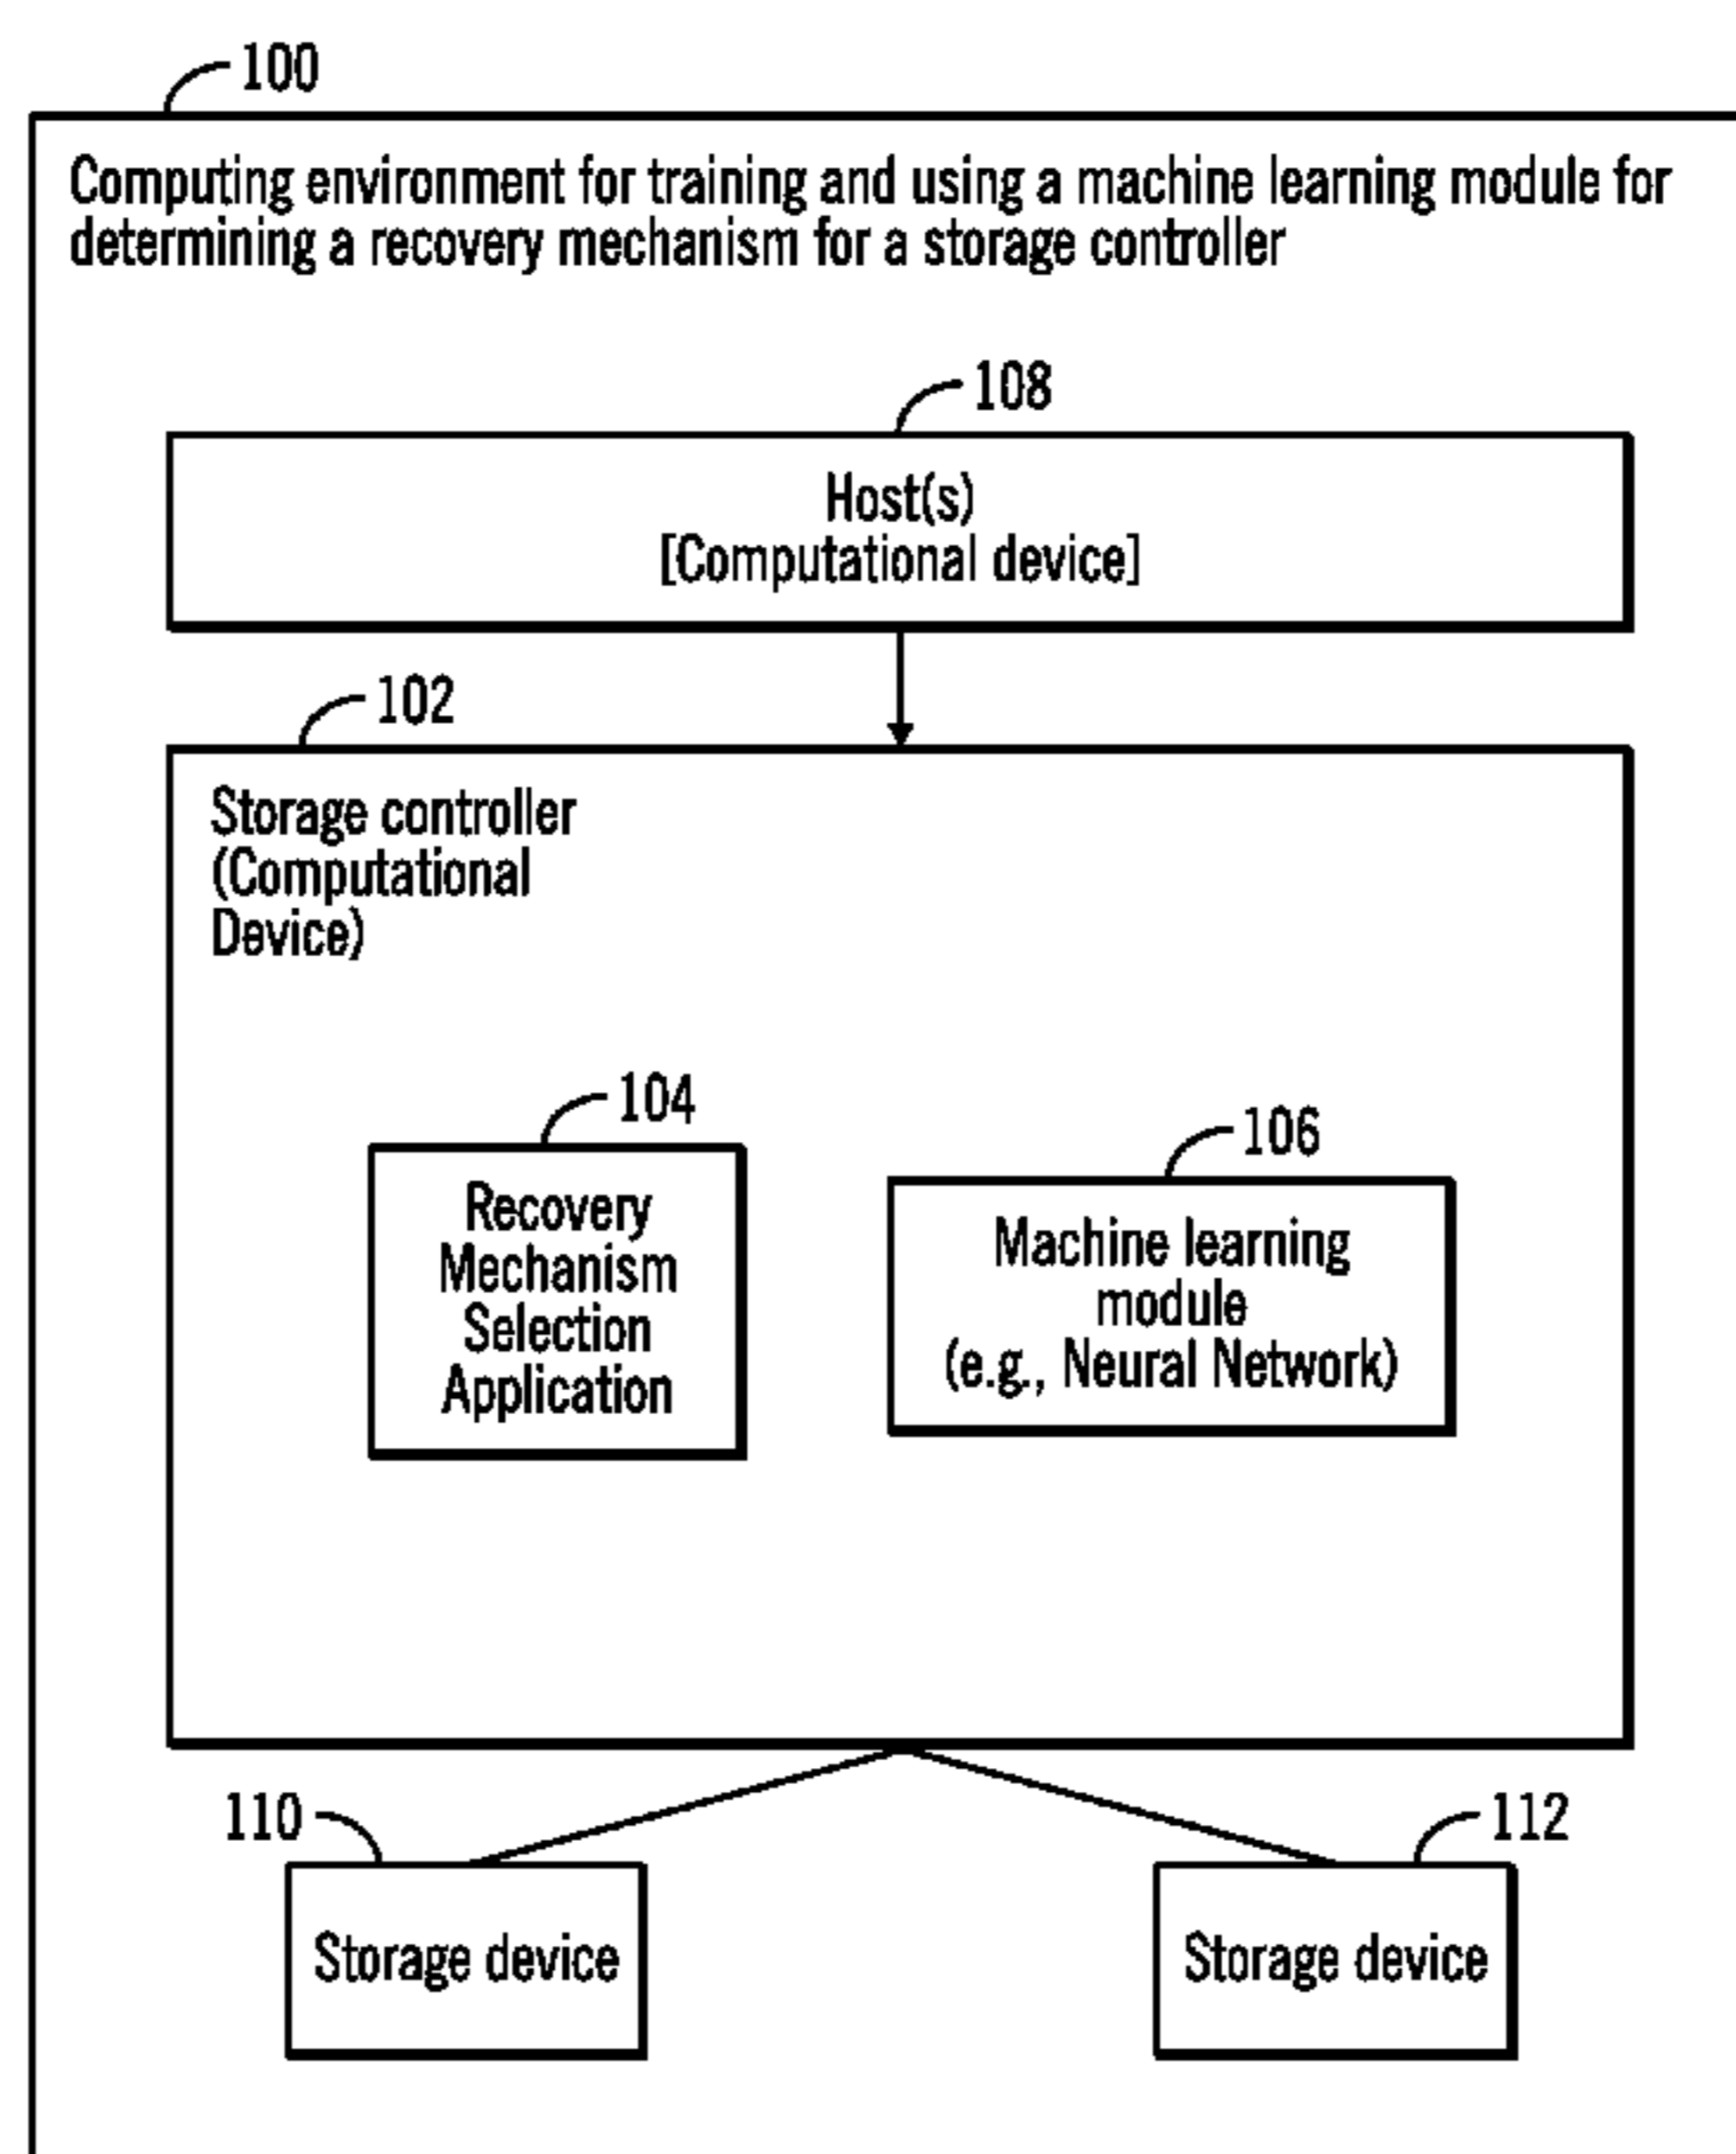 100
Computing environment for training and using a machine learning module for
determining a recovery mechanism for a storage controller
108
Host(s)
[Computational device]
102
Storage controller
(Computational
Device)
104
Recovery
Mechanism
Selection
Application
106
Machine learning
module
(e.g., Neural Network)
110
Storage device
112
Storage device